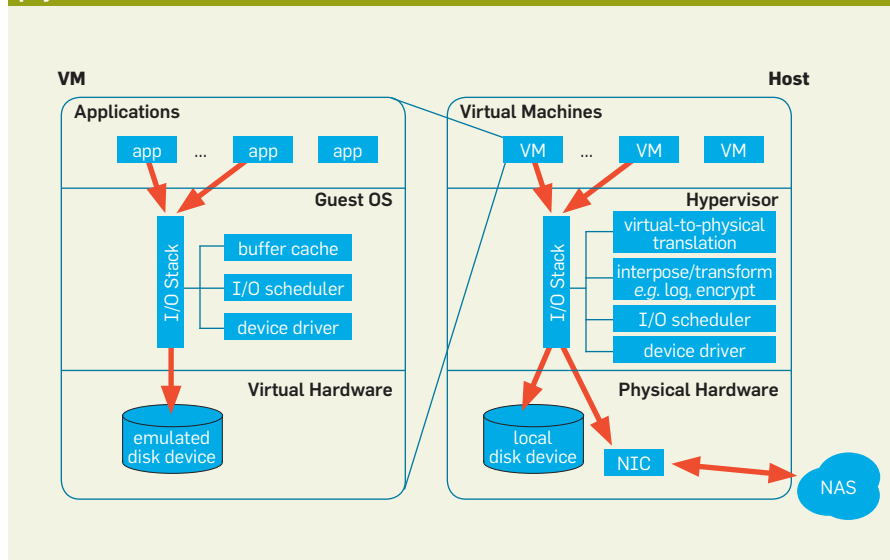 VM
Applications
app ... app app
Guest OS
I/O Stack
buffer cache
I/O scheduler
device driver
Virtual Hardware
emulated
disk device
Host
Virtual Machines
VM ... VM VM
Hypervisor
I/O Stack
virtual-to-physical
translation
interpose/transform
e.g. log, encrypt
I/O scheduler
device driver
Physical Hardware
local
disk device
NIC
NAS